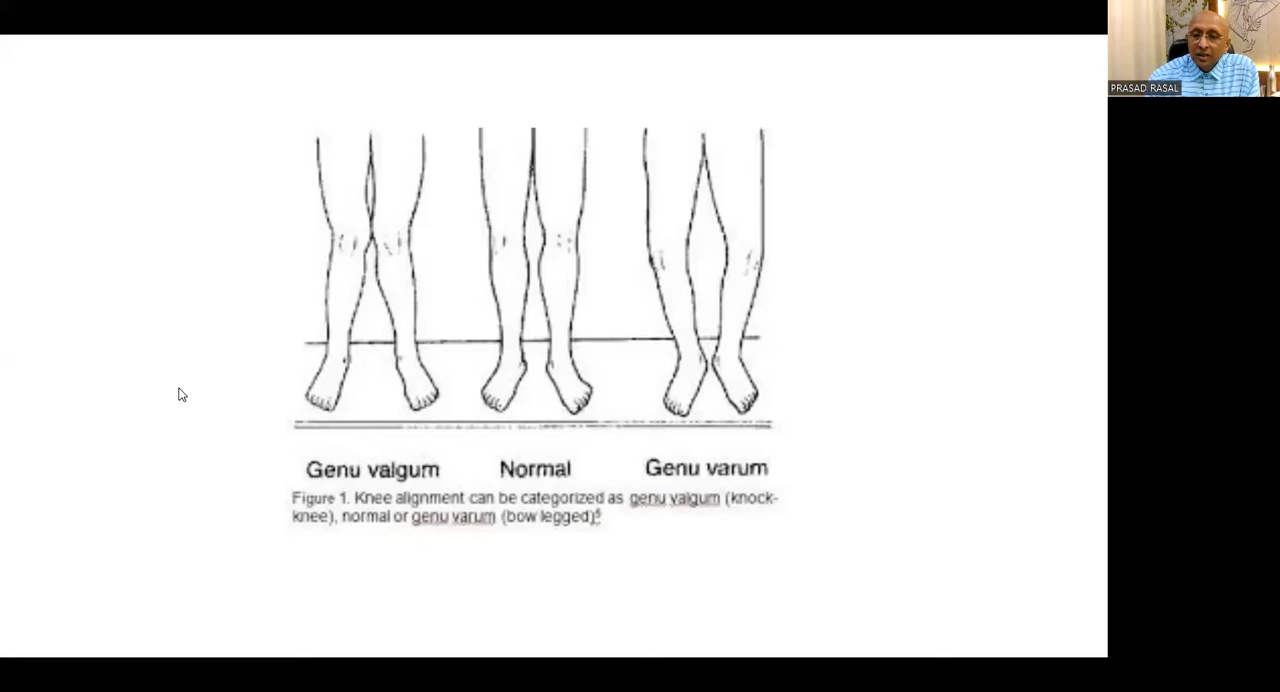 PRASAD RASAL
Genu valgum Normal Genu varum
Figure 1. Knee alignment can be categorized as genu valgum (knock-
knee), normal or genu varum (bow legged)⁵